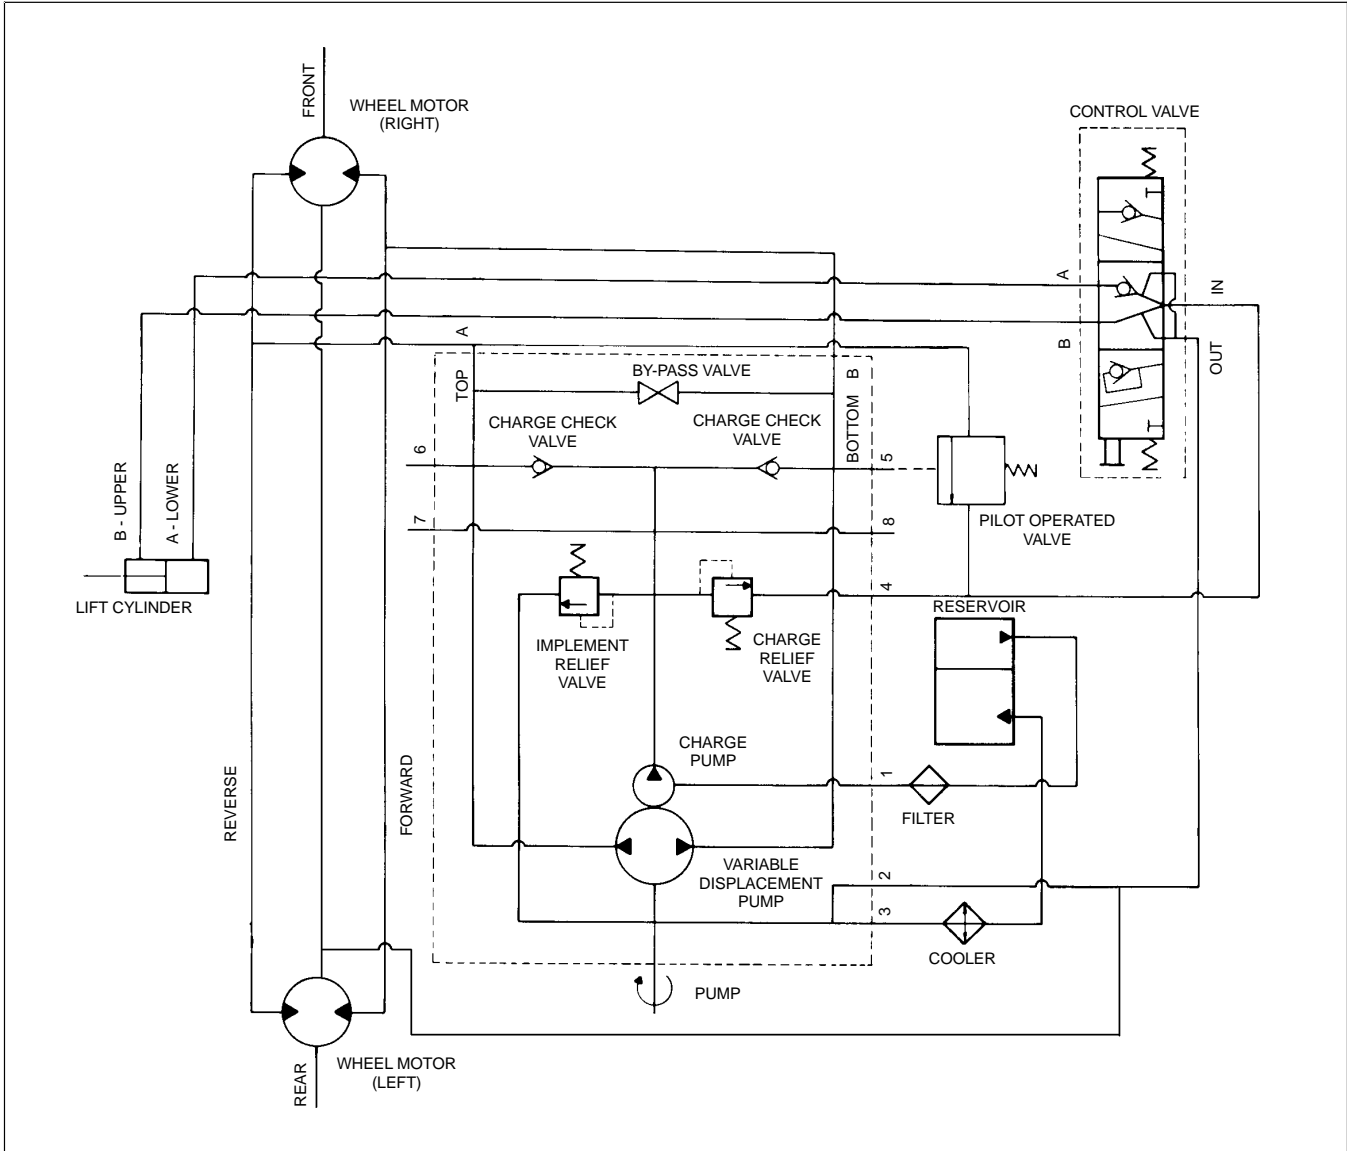 FRONT
WHEEL MOTOR
(RIGHT)
CONTROL VALVE
A
IN
B
OUT
A
TOP
BY-PASS VALVE
B
BOTTOM
CHARGE CHECK
VALVE
CHARGE CHECK
VALVE
6
5
B - UPPER
A - LOWER
7
8
PILOT OPERATED
VALVE
LIFT CYLINDER
4
RESERVOIR
IMPLEMENT
RELIEF
VALVE
CHARGE
RELIEF
VALVE
REVERSE
FORWARD
CHARGE
PUMP
1
FILTER
VARIABLE
DISPLACEMENT
PUMP
2
3
COOLER
PUMP
WHEEL MOTOR
(LEFT)
REAR